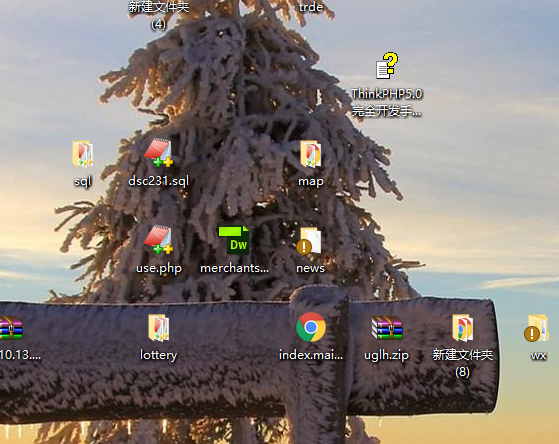 新建文件夹
(4)
trde
ThinkPHP5.0
完全开发手...
sql
dsc231.sql
map
use.php
Dw
merchants...
news
10.13....
lottery
index.mai...
uglh.zip
新建文件夹
(8)
wx